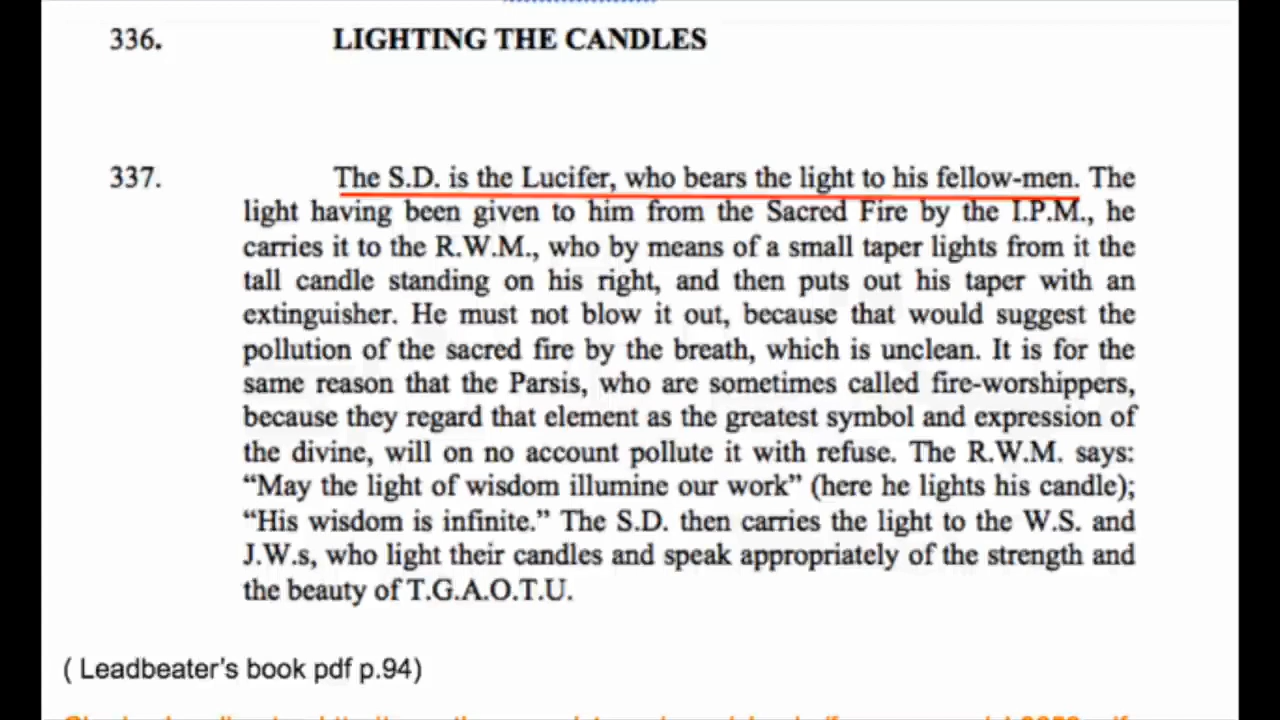 336. LIGHTING THE CANDLES
337. The S.D. is the Lucifer, who bears the light to his fellow-men. The
light having been given to him from the Sacred Fire by the I.P.M., he
carries it to the R.W.M., who by means of a small taper lights from it the
tall candle standing on his right, and then puts out his taper with an
extinguisher. He must not blow it out, because that would suggest the
pollution of the sacred fire by the breath, which is unclean. It is for the
same reason that the Parsis, who are sometimes called fire-worshippers,
because they regard that element as the greatest symbol and expression of
the divine, will on no account pollute it with refuse. The R.W.M. says:
“May the light of wisdom illumine our work” (here he lights his candle);
“His wisdom is infinite.” The S.D. then carries the light to the W.S. and
J.W.s, who light their candles and speak appropriately of the strength and
the beauty of T.G.A.O.T.U.
( Leadbeater’s book pdf p.94)